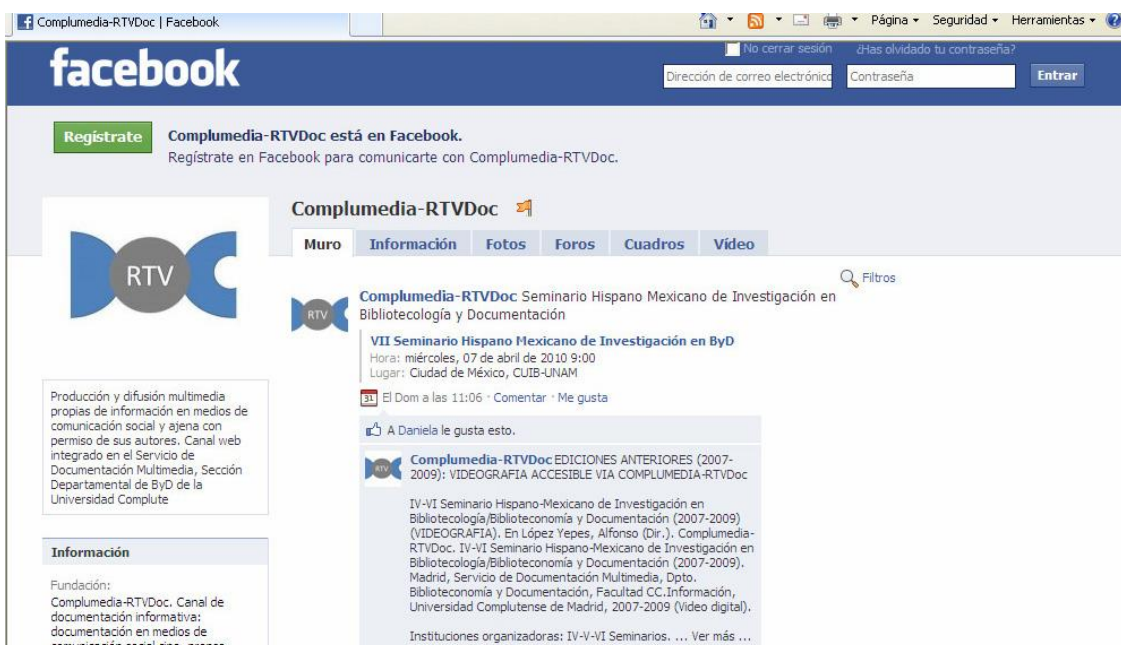 Complumedia-RTVDoc | Facebook
Página
Seguridad
Herramientas
facebook
No cerrar sesión
¿Has olvidado tu contraseña?
Dirección de correo electrónico
Contraseña
Entrar
Regístrate
Complumedia-RTVDoc está en Facebook.
Regístrate en Facebook para comunicarte con Complumedia-RTVDoc.
RTV
Producción y difusión multimedia
propias de información en medios de
comunicación social y ajena con
permiso de sus autores. Canal web
integrado en el Servicio de
Documentación Multimedia, Sección
Departamental de ByD de la
Universidad Complute
Información
Fundación:
Complumedia-RTVDoc. Canal de
documentación informativa:
documentación en medios de
Complumedia-RTVDoc
Muro Información Fotos Foros Cuadros Vídeo
Filtros
RTV
Complumedia-RTVDoc Seminario Hispano Mexicano de Investigación en
Bibliotecología y Documentación
VII Seminario Hispano Mexicano de Investigación en ByD
Hora: miércoles, 07 de abril de 2010 9:00
Lugar: Ciudad de México, CUIB-UNAM
31 El Dom a las 11:06 · Comentar · Me gusta
A Daniela le gusta esto.
RTV
Complumedia-RTVDoc EDICIONES ANTERIORES (2007-
2009): VIDEOGRAFIA ACCESIBLE VIA COMPLUMEDIA-RTVDoc
IV-VI Seminario Hispano-Mexicano de Investigación en
Bibliotecología/Biblioteconomía y Documentación (2007-2009)
(VIDEOGRAFIA). En López Yepes, Alfonso (Dir.). Complumedia-
RTVDoc. IV-VI Seminario Hispano-Mexicano de Investigación en
Bibliotecología/Biblioteconomía y Documentación (2007-2009).
Madrid, Servicio de Documentación Multimedia, Dpto.
Biblioteconomía y Documentación, Facultad CC.Información,
Universidad Complutense de Madrid, 2007-2009 (Video digital).
Instituciones organizadoras: IV-V-VI Seminarios. ... Ver más ...